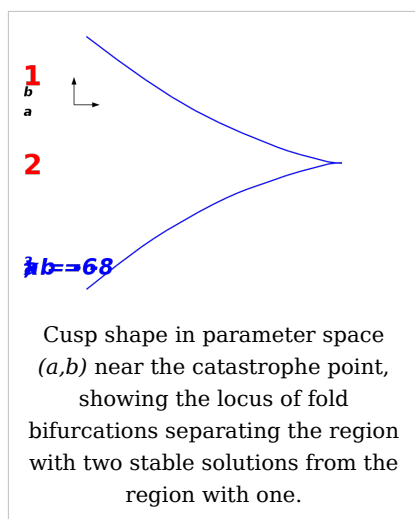 1
b
a
2
Cusp shape in parameter space
(a,b) near the catastrophe point,
showing the locus of fold
bifurcations separating the region
with two stable solutions from the
region with one.